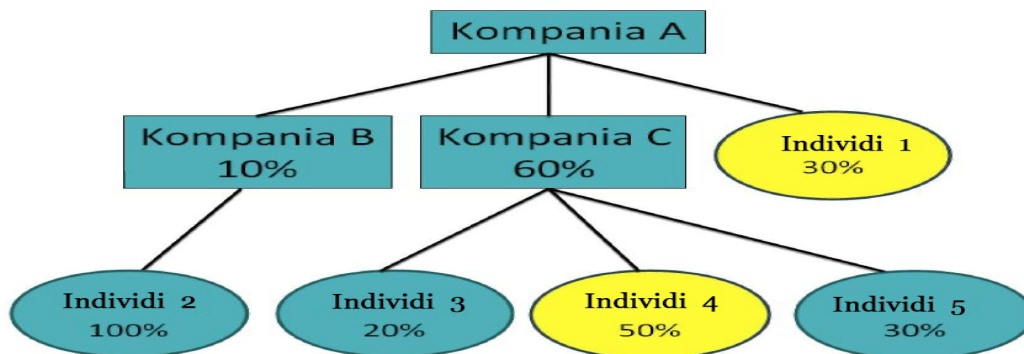 Kompania A
Kompania B
10%
Kompania C
60%
Individi 1
30%
Individi 2
100%
Individi 3
20%
Individi 4
50%
Individi 5
30%